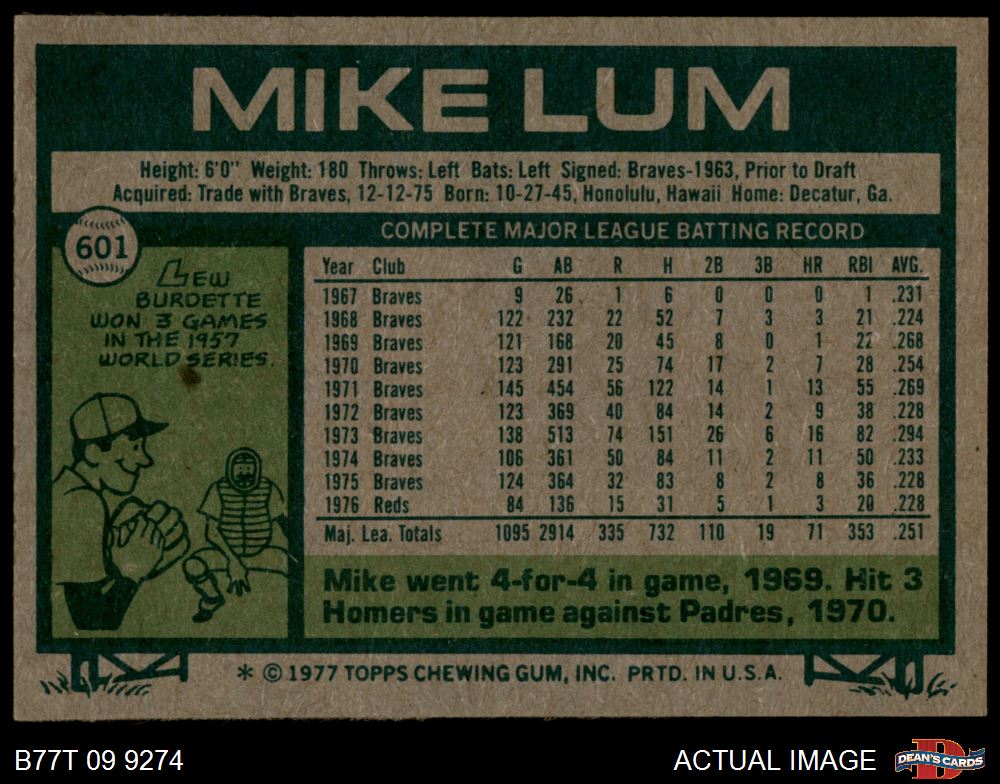 MIKE LUM
Height: 6'0" Weight: 180 Throws: Left Bats: Left Signed: Braves-1963, Prior to Draft
Acquired: Trade with Braves, 12-12-75 Born: 10-27-45, Honolulu, Hawaii Home: Decatur, Ga.
601
LEW
BURDETTE
WON 3 GAMES
IN THE 1957
WORLD SERIES.
COMPLETE MAJOR LEAGUE BATTING RECORD
Year Club G AB R H 2B 3B HR RBI AVG.
1967 Braves 9 26 1 6 0 0 0 1 .231
1968 Braves 122 232 22 52 7 3 3 21 .224
1969 Braves 121 168 20 45 8 0 1 22 .268
1970 Braves 123 291 25 74 17 2 7 28 .254
1971 Braves 145 454 56 122 14 1 13 55 .269
1972 Braves 123 369 40 84 14 2 9 38 .228
1973 Braves 138 513 74 151 26 6 16 82 .294
1974 Braves 106 361 50 84 11 2 11 50 .233
1975 Braves 124 364 32 83 8 2 8 36 .228
1976 Reds 84 136 15 31 5 1 3 20 .228
Maj. Lea. Totals 1095 2914 335 732 110 19 71 353 .251
Mike went 4-for-4 in game, 1969. Hit 3
Homers in game against Padres, 1970.
* © 1977 TOPPS CHEWING GUM, INC. PRTD. IN U.S.A.
B77T 09 9274
ACTUAL IMAGE
DEAN'S CARDS